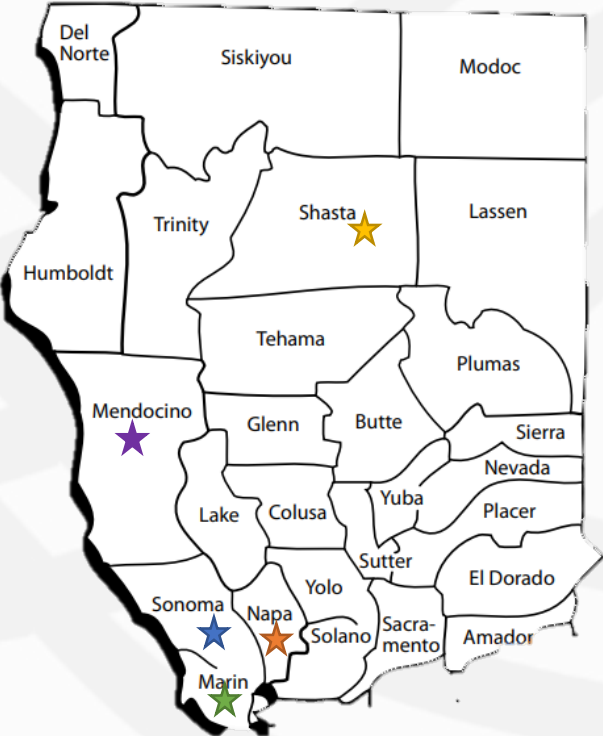 Del
Norte
Siskiyou
Modoc
Shasta
Lassen
Trinity
Humboldt
Tehama
Plumas
Mendocino
Glenn
Butte
Sierra
Nevada
Yuba
Placer
Lake
Colusa
Sutter
El Dorado
Yolo
Sonoma
Napa
Solano
Sacra-
mento
Amador
Marin